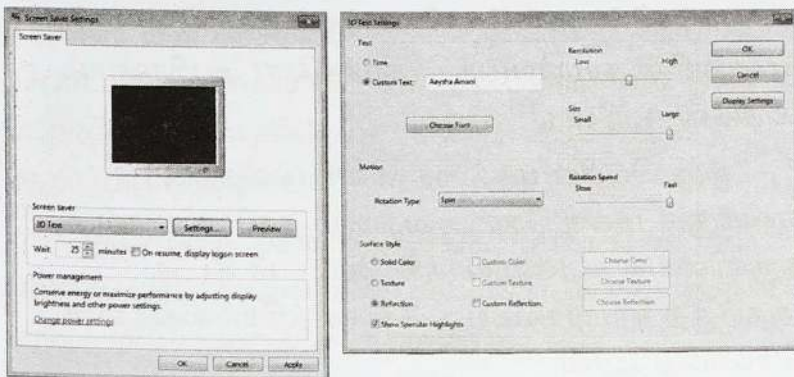 Screen Saver Settings
Screen Saver
Screen saver
3D Text
Settings...
Preview
Wait: 25 minutes On resume, display logon screen
Power management
Conserve energy or maximize performance by adjusting display
brightness and other power settings.
Change power settings
OK Cancel Apply
3D Text Settings
Text
Time
Custom Text: Aaysha Amani
Choose Font
Motion
Rotation Type: Spin
Resolution
Low High
Size
Small Large
Rotation Speed
Slow Fast
OK
Cancel
Display Settings
Surface Style
Solid Color Custom Color Choose Color
Texture Custom Texture Choose Texture
Reflection Custom Reflection Choose Reflection
Show Specular Highlights